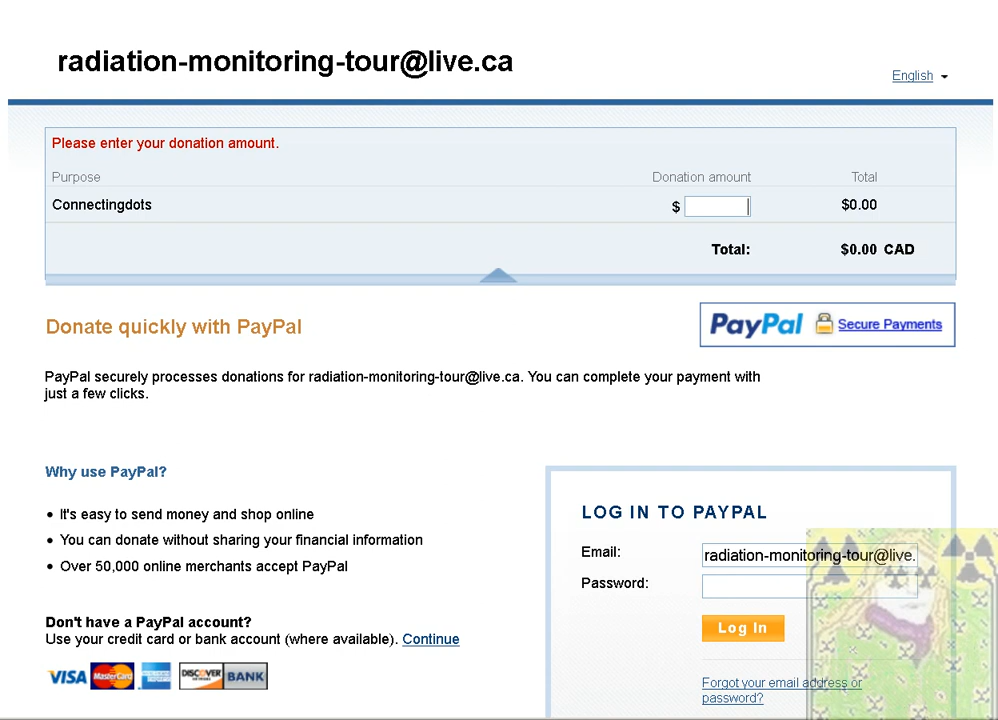 radiation-monitoring-tour@live.ca
English
Please enter your donation amount.
Purpose Donation amount Total
Connectingdots $ $0.00
Total: $0.00 CAD
Donate quickly with PayPal
PayPal Secure Payments
PayPal securely processes donations for radiation-monitoring-tour@live.ca. You can complete your payment with
just a few clicks.
Why use PayPal?
• It's easy to send money and shop online
• You can donate without sharing your financial information
• Over 50,000 online merchants accept PayPal
Don't have a PayPal account?
Use your credit card or bank account (where available). Continue
VISA MasterCard AMERICAN EXPRESS DISCOVER NETWORK BANK
LOG IN TO PAYPAL
Email: radiation-monitoring-tour@live.
Password:
Log In
Forgot your email address or
password?